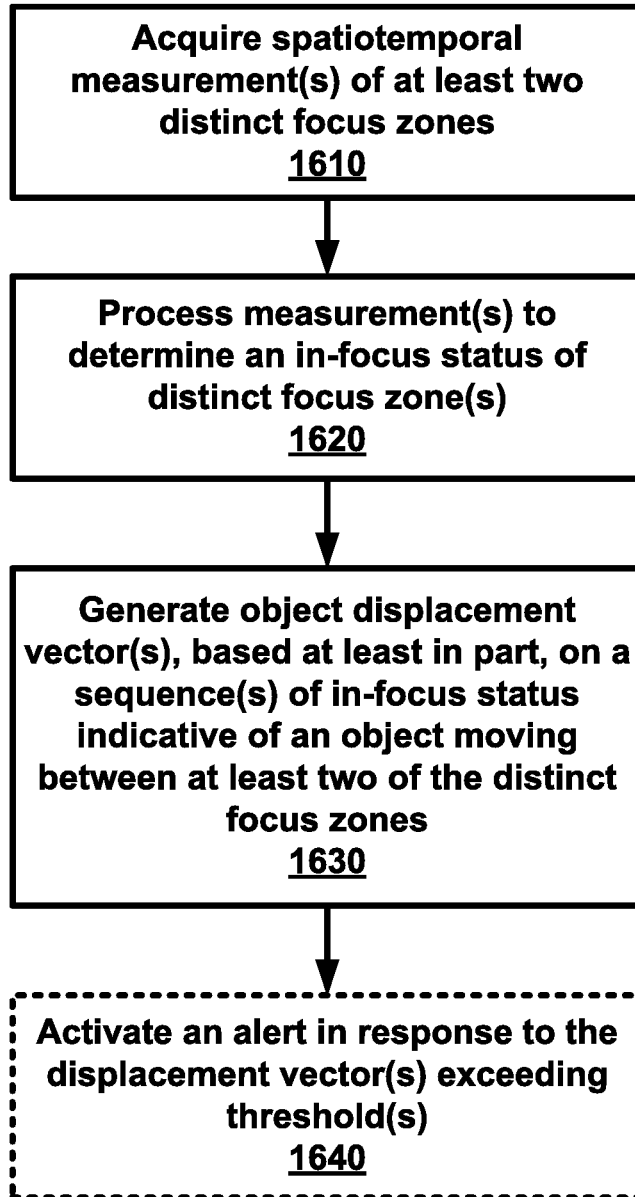 Acquire spatiotemporal
measurement(s) of at least two
distinct focus zones
1610
Process measurement(s) to
determine an in-focus status of
distinct focus zone(s)
1620
Generate object displacement
vector(s), based at least in part, on a
sequence(s) of in-focus status
indicative of an object moving
between at least two of the distinct
focus zones
1630
Activate an alert in response to the
displacement vector(s) exceeding
threshold(s)
1640